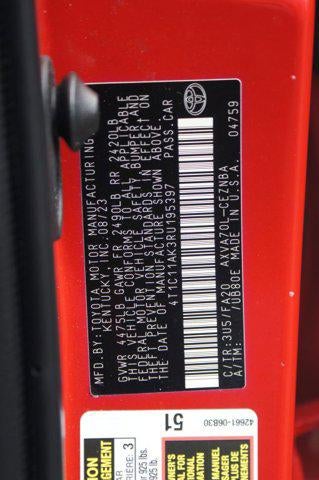 MFD. BY:
TOYOTA MOTOR MANUFACTURING
KENTUCKY, INC. 08/23
GVWR 4475LB GAWR FR 2490LB RR 2420LB
THIS VEHICLE CONFORMS TO ALL APPLICABLE
FEDERAL MOTOR VEHICLE SAFETY, BUMPER AND
THEFT PREVENTION STANDARDS IN EFFECT ON
THE DATE OF MANUFACTURE SHOWN ABOVE.
4T1C11AK3RU195397 PASS.CAR
C/TR: 3U5/FA20 AXVA70L-CEZNBA
A/TM: /UB80E MADE IN U.S.A. 04759
42661-06B30
51
REAR
3